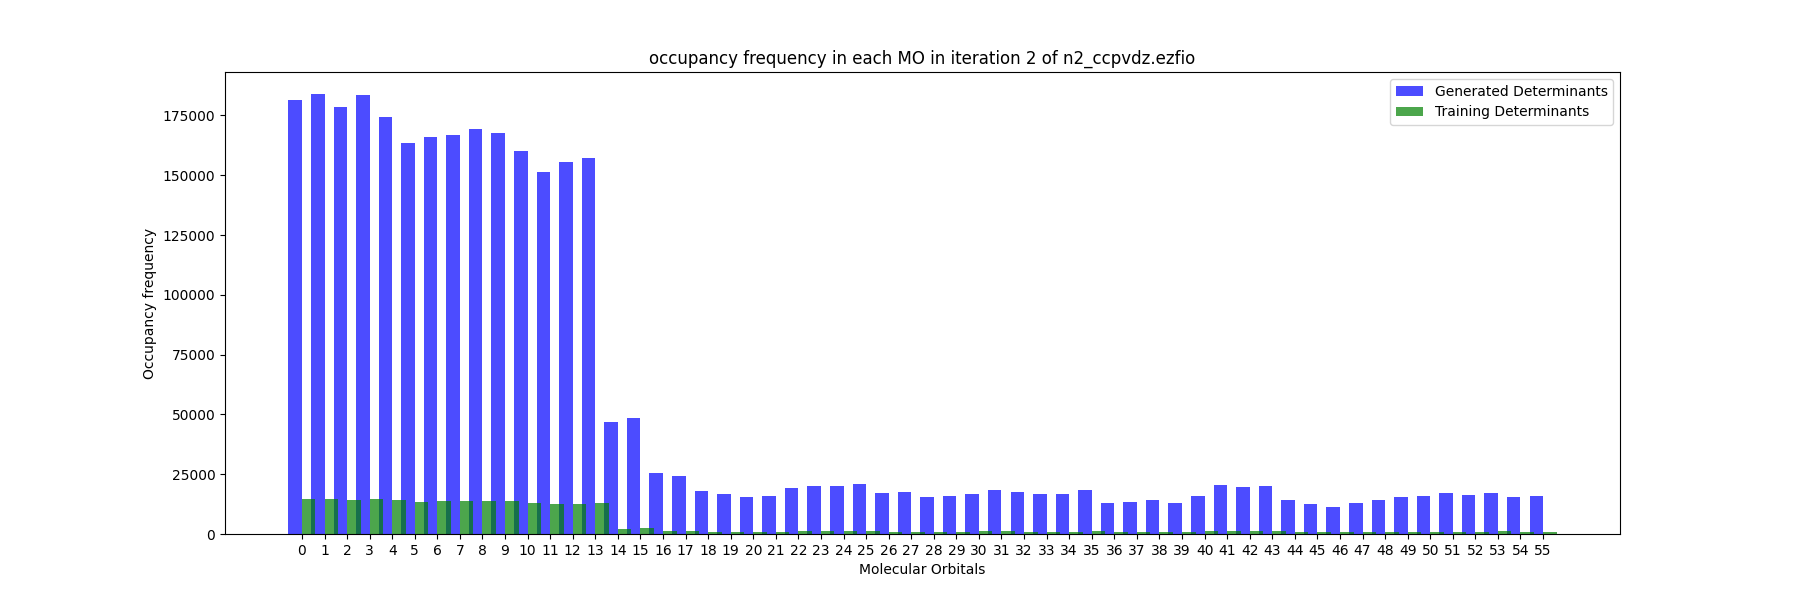 occupancy frequency in each MO in iteration 2 of n2_ccpvdz.ezfio
Generated Determinants
Training Determinants
Occupancy frequency
175000
150000
125000
100000
75000
50000
25000
0
0 1 2 3 4 5 6 7 8 9 10 11 12 13 14 15 16 17 18 19 20 21 22 23 24 25 26 27 28 29 30 31 32 33 34 35 36 37 38 39 40 41 42 43 44 45 46 47 48 49 50 51 52 53 54 55
Molecular Orbitals